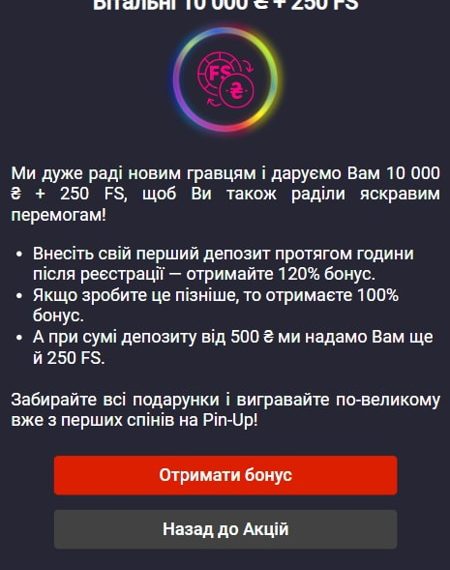 Вітальні 10 000 ₴ + 250 FS
FS
₴
Ми дуже раді новим гравцям і даруємо Вам 10 000
₴ + 250 FS, щоб Ви також раділи яскравим
перемогам!
• Внесіть свій перший депозит протягом години
після реєстрації — отримайте 120% бонус.
• Якщо зробите це пізніше, то отримаєте 100%
бонус.
• А при сумі депозиту від 500 ₴ ми надамо Вам ще
й 250 FS.
Забирайте всі подарунки і вигравайте по-великому
вже з перших спінів на Pin-Up!
Отримати бонус
Назад до Акцій